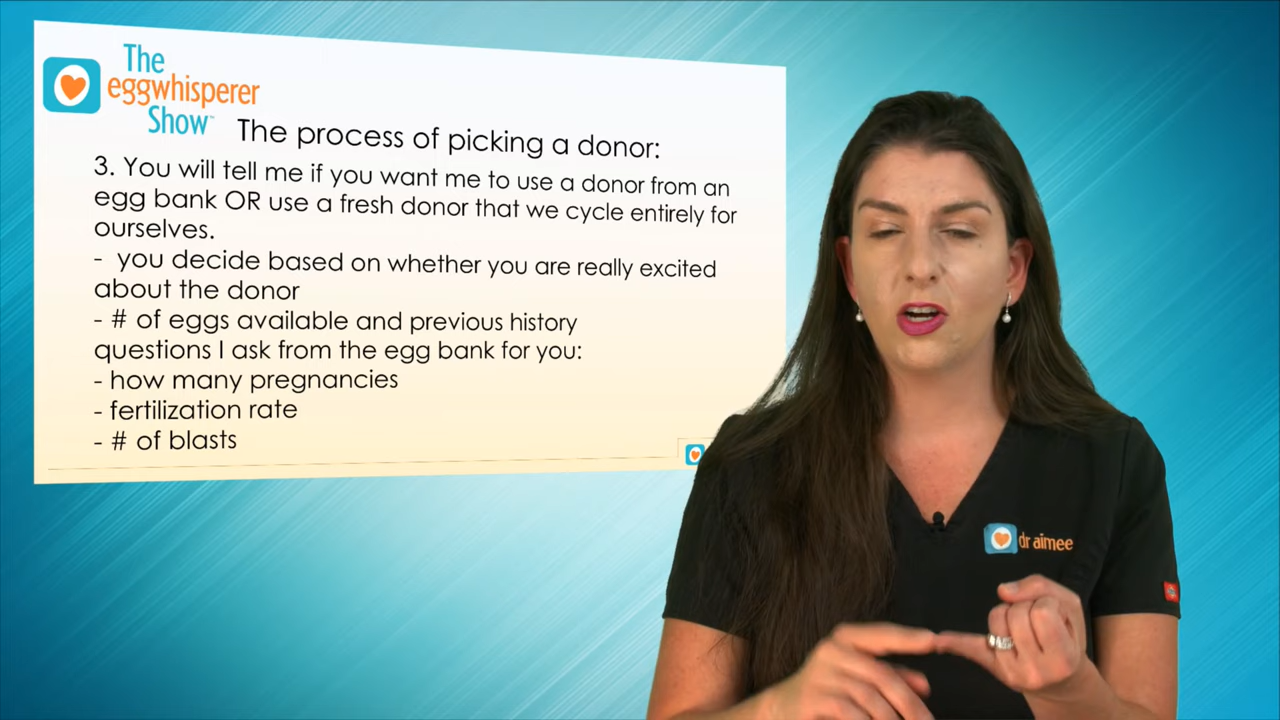 The
eggwhisperer
Show™
The process of picking a donor:
3. You will tell me if you want me to use a donor from an
egg bank OR use a fresh donor that we cycle entirely for
ourselves.
- you decide based on whether you are really excited
about the donor
- # of eggs available and previous history
questions I ask from the egg bank for you:
- how many pregnancies
- fertilization rate
- # of blasts
dr aimee